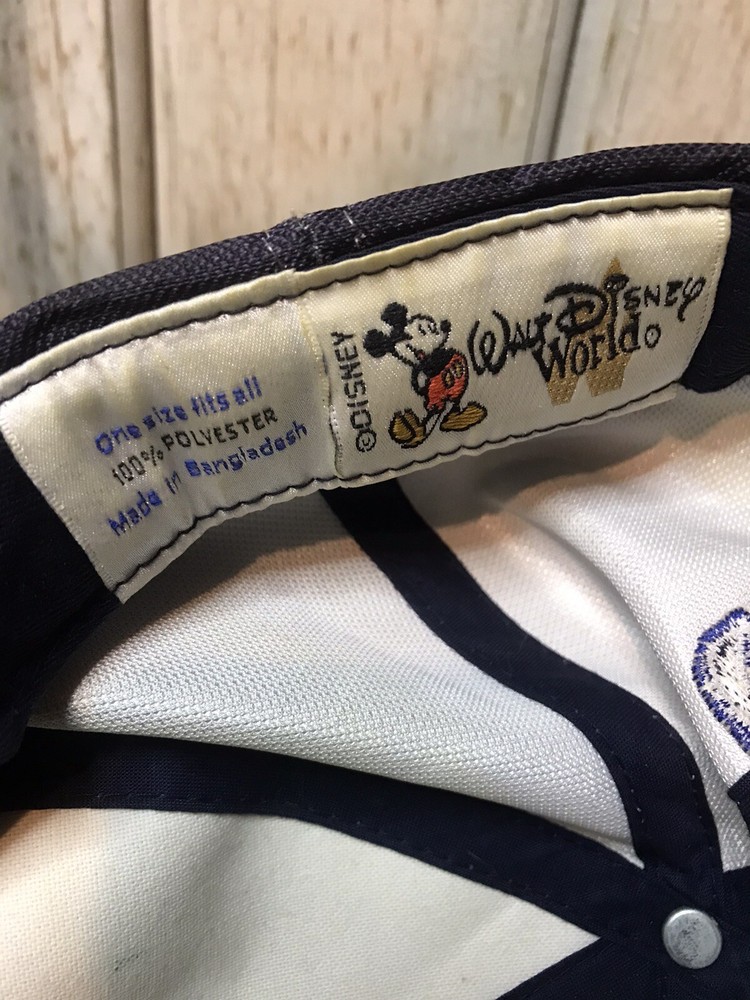 One size fits all
100% POLYESTER
Made in Bangladesh
©DISNEY
WALT DISNEY
World®